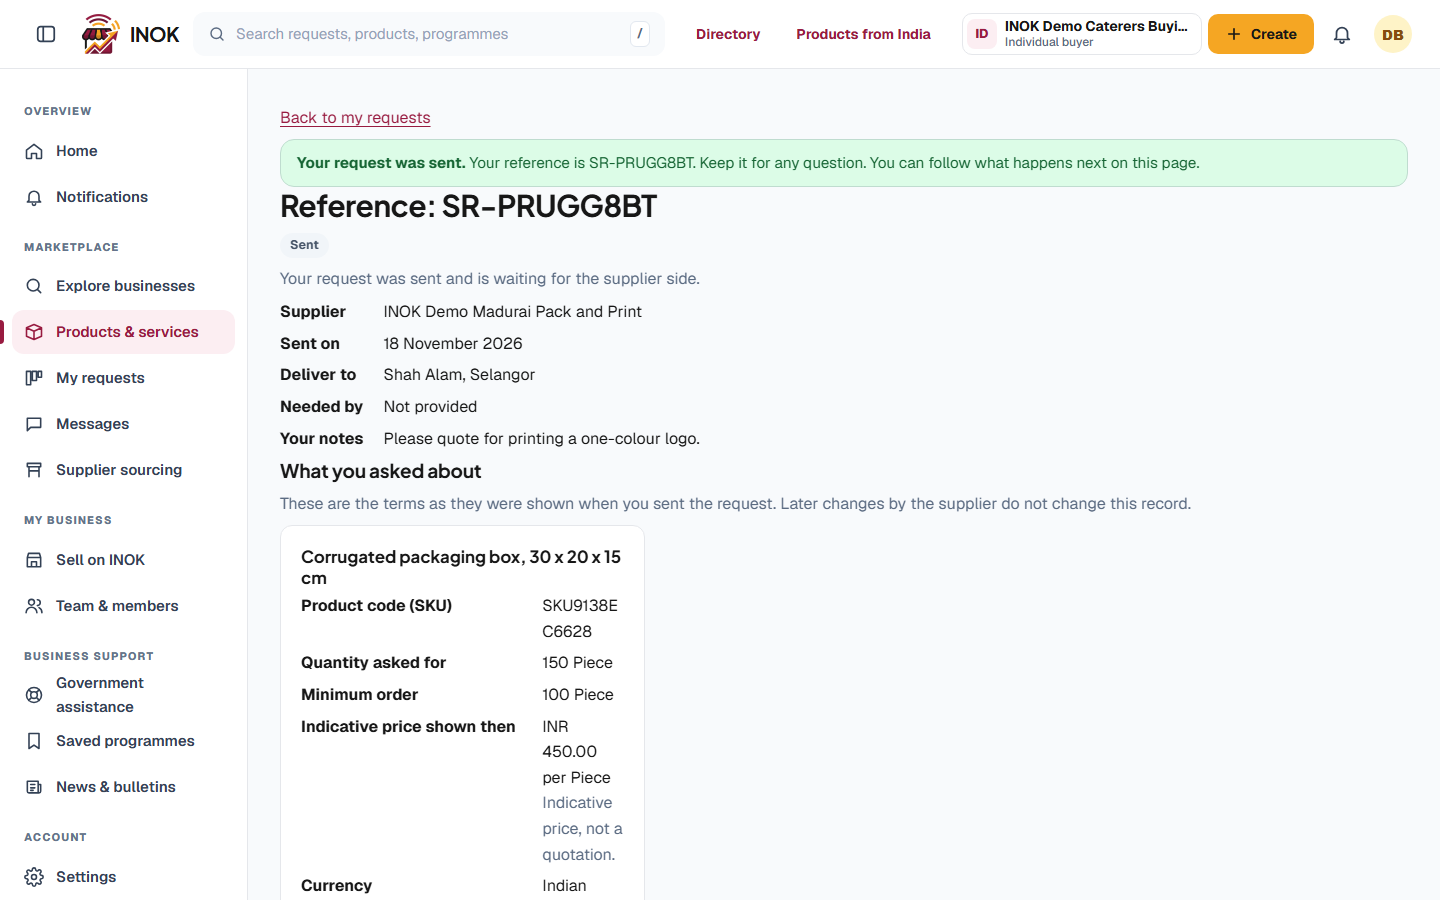 INOK
Search requests, products, programmes
/
Directory
Products from India
ID
INOK Demo Caterers Buyi...
Individual buyer
+ Create
DB
OVERVIEW
Home
Notifications
MARKETPLACE
Explore businesses
Products & services
My requests
Messages
Supplier sourcing
MY BUSINESS
Sell on INOK
Team & members
BUSINESS SUPPORT
Government
assistance
Saved programmes
News & bulletins
ACCOUNT
Settings
Back to my requests
Your request was sent. Your reference is SR-PRUGG8BT. Keep it for any question. You can follow what happens next on this page.
Reference: SR-PRUGG8BT
Sent
Your request was sent and is waiting for the supplier side.
Supplier INOK Demo Madurai Pack and Print
Sent on 18 November 2026
Deliver to Shah Alam, Selangor
Needed by Not provided
Your notes Please quote for printing a one-colour logo.
What you asked about
These are the terms as they were shown when you sent the request. Later changes by the supplier do not change this record.
Corrugated packaging box, 30 x 20 x 15
cm
Product code (SKU) SKU9138E
C6628
Quantity asked for 150 Piece
Minimum order 100 Piece
Indicative price shown then INR
450.00
per Piece
Indicative
price, not a
quotation.
Currency Indian